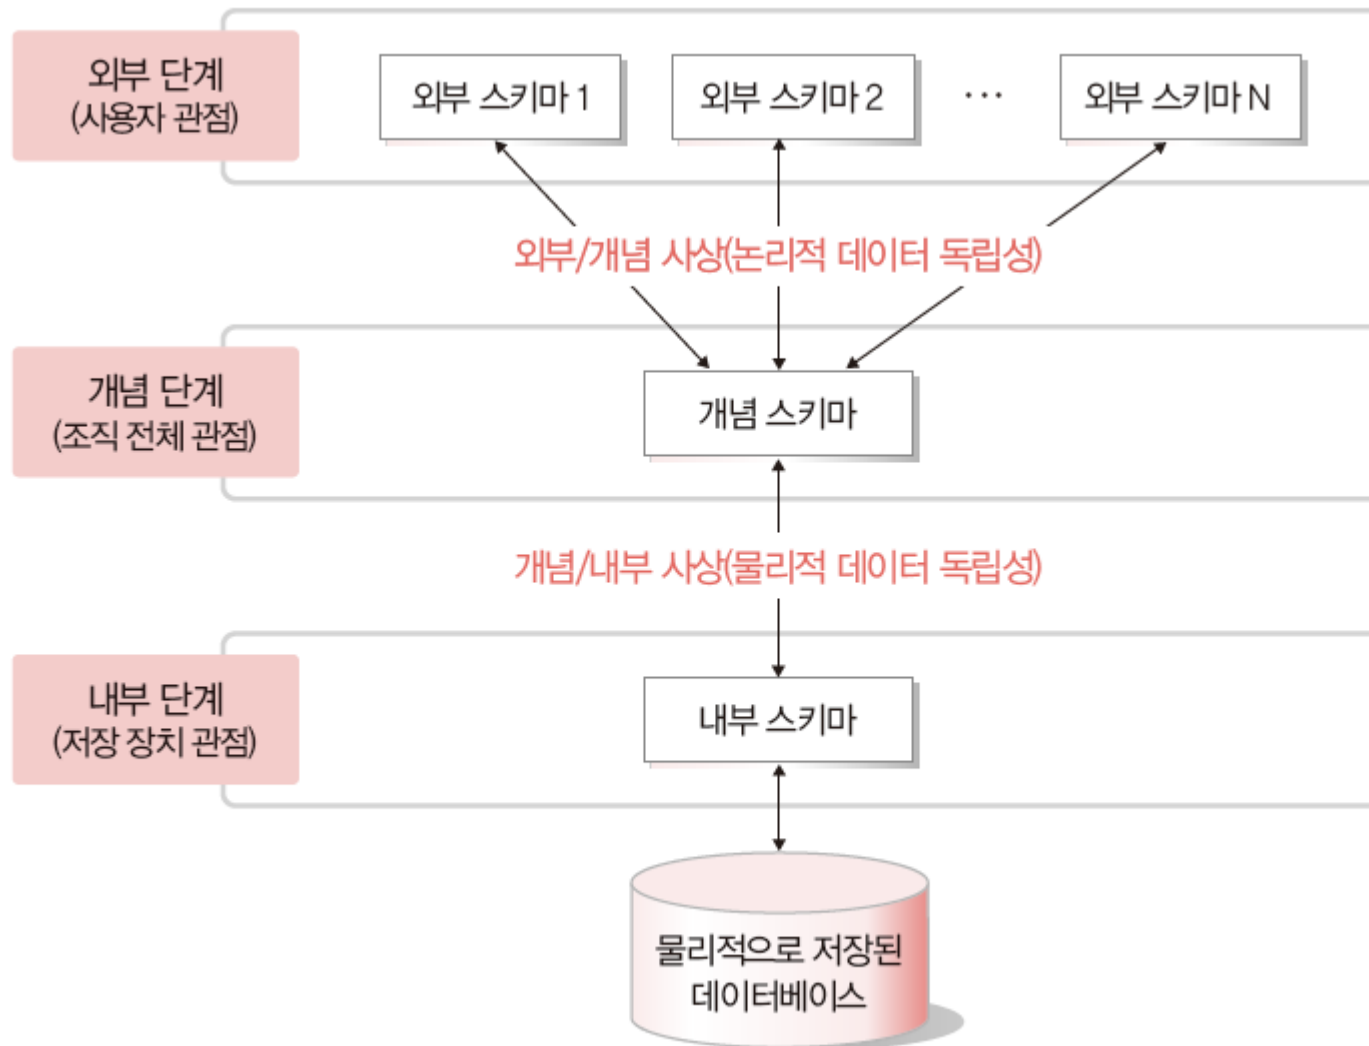 외부 단계
(사용자 관점)
외부 스키마 1
외부 스키마 2
⋯
외부 스키마 N
외부/개념 사상(논리적 데이터 독립성)
개념 단계
(조직 전체 관점)
개념 스키마
개념/내부 사상(물리적 데이터 독립성)
내부 단계
(저장 장치 관점)
내부 스키마
물리적으로 저장된
데이터베이스